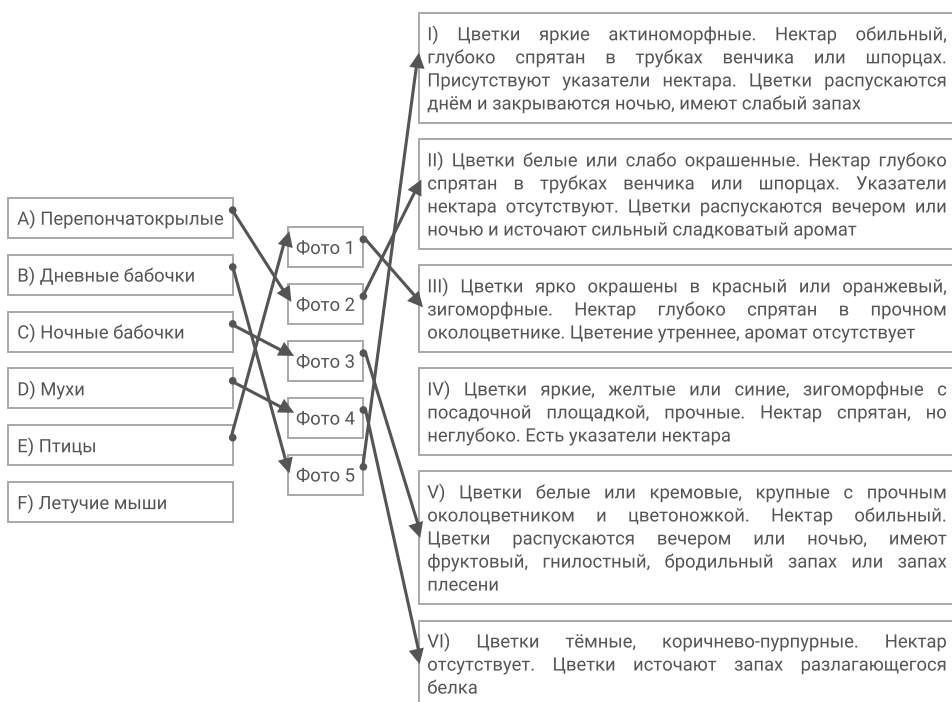 I) Цветки яркие актиноморфные. Нектар обильный,
глубоко спрятан в трубках венчика или шпорцах.
Присутствуют указатели нектара. Цветки распускаются
днём и закрываются ночью, имеют слабый запах
II) Цветки белые или слабо окрашенные. Нектар глубоко
спрятан в трубках венчика или шпорцах. Указатели
нектара отсутствуют. Цветки распускаются вечером или
ночью и источают сильный сладковатый аромат
A) Перепончатокрылые
B) Дневные бабочки
C) Ночные бабочки
D) Мухи
E) Птицы
F) Летучие мыши
Фото 1
Фото 2
Фото 3
Фото 4
Фото 5
III) Цветки ярко окрашены в красный или оранжевый,
зигоморфные. Нектар глубоко спрятан в прочном
околоцветнике. Цветение утреннее, аромат отсутствует
IV) Цветки яркие, желтые или синие, зигоморфные с
посадочной площадкой, прочные. Нектар спрятан, но
неглубоко. Есть указатели нектара
V) Цветки белые или кремовые, крупные с прочным
околоцветником и цветоножкой. Нектар обильный.
Цветки распускаются вечером или ночью, имеют
фруктовый, гнилостный, бродильный запах или запах
плесени
VI) Цветки тёмные, коричнево-пурпурные. Нектар
отсутствует. Цветки источают запах разлагающегося
белка